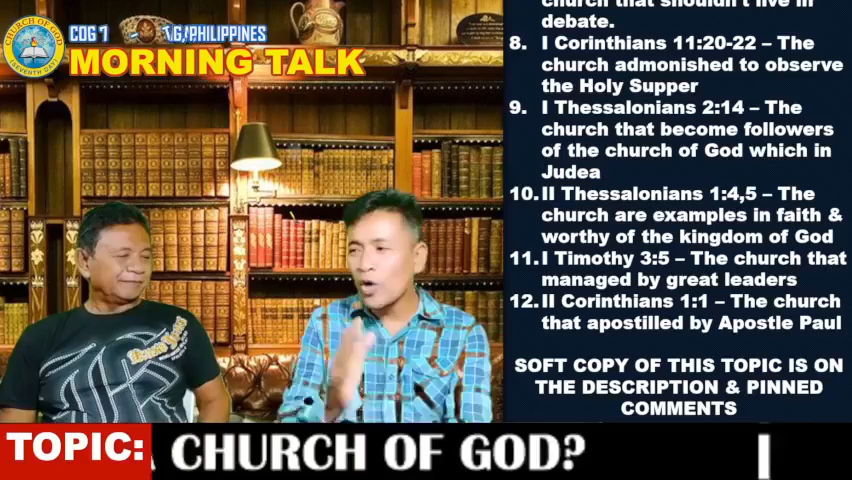 CHURCH OF GOD
(SEVENTH DAY)
COG 7
G/PHILIPPINES
MORNING TALK
church that shouldn't live in
debate.
8. I Corinthians 11:20-22 – The
church admonished to observe
the Holy Supper
9. I Thessalonians 2:14 – The
church that become followers
of the church of God which in
Judea
10. II Thessalonians 1:4,5 – The
church are examples in faith &
worthy of the kingdom of God
11. I Timothy 3:5 – The church that
managed by great leaders
12. II Corinthians 1:1 – The church
that apostilled by Apostle Paul
SOFT COPY OF THIS TOPIC IS ON
THE DESCRIPTION & PINNED
COMMENTS
TOPIC:
A CHURCH OF GOD?